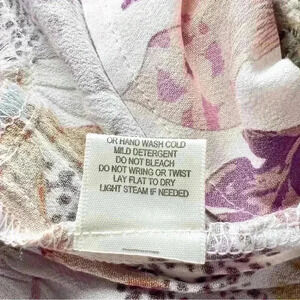 OR HAND WASH COLD
MILD DETERGENT
DO NOT BLEACH
DO NOT WRING OR TWIST
LAY FLAT TO DRY
LIGHT STEAM IF NEEDED